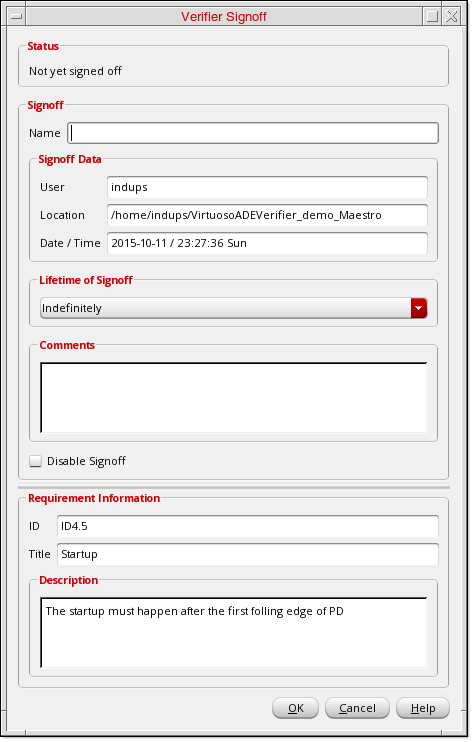 Verifier Signoff
Status
Not yet signed off
Signoff
Name
Signoff Data
User indups
Location /home/indups/VirtuosoADEVerifier_demo_Maestro
Date / Time 2015-10-11 / 23:27:36 Sun
Lifetime of Signoff
Indefinitely
Comments
Disable Signoff
Requirement Information
ID ID4.5
Title Startup
Description
The startup must happen after the first folling edge of PD
OK Cancel Help